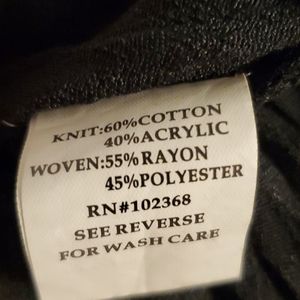 KNIT:60%COTTON
40%ACRYLIC
WOVEN:55%RAYON
45%POLYESTER
RN#102368
SEE REVERSE
FOR WASH CARE